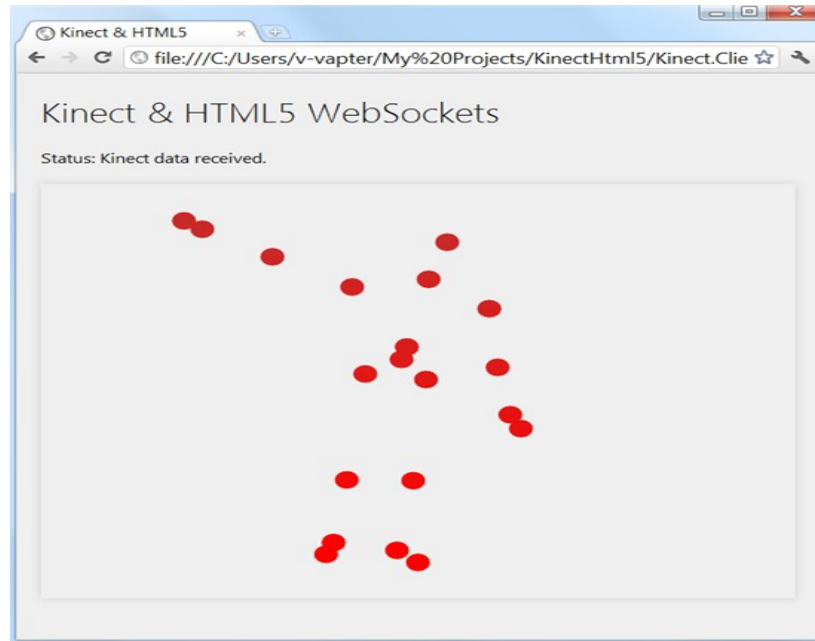 Kinect & HTML5
file:///C:/Users/v-vapter/My%20Projects/KinectHtml5/Kinect.Clie
Kinect & HTML5 WebSockets
Status: Kinect data received.